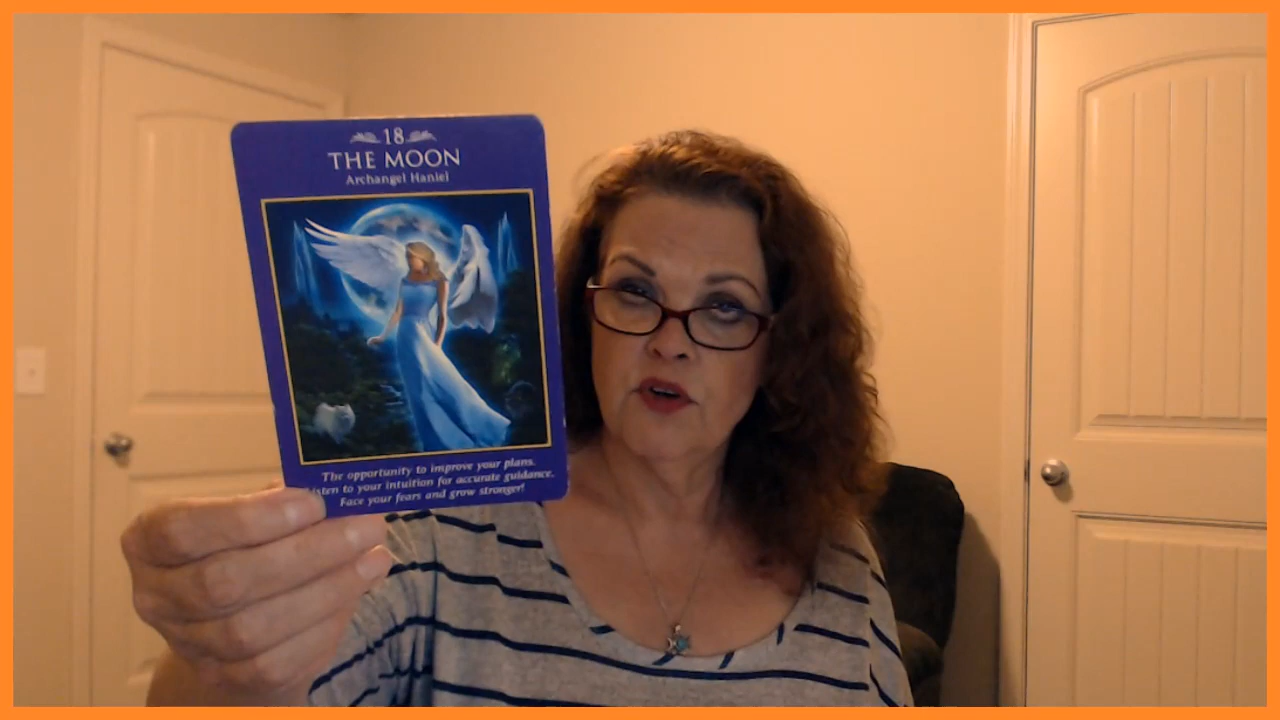 18
THE MOON
Archangel Haniel
The opportunity to improve your plans.
Listen to your intuition for accurate guidance.
Face your fears and grow stronger!